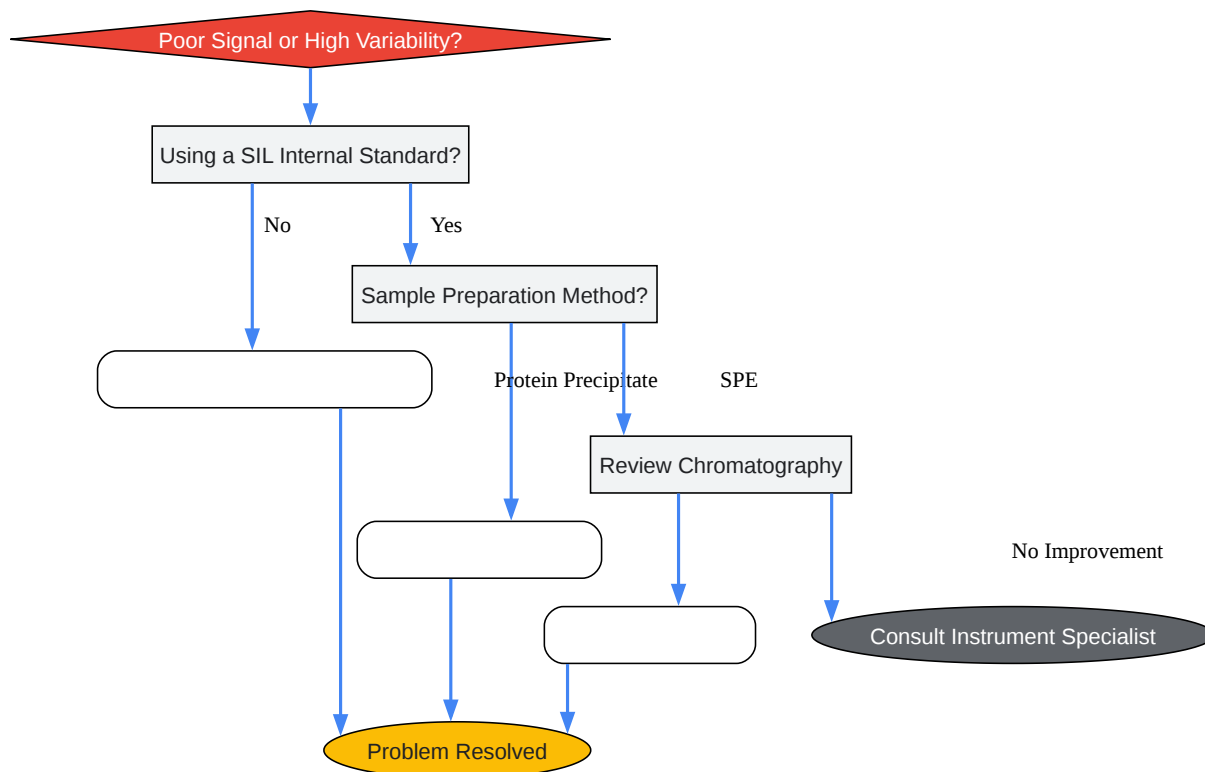 Poor Signal or High Variability?
Using a SIL Internal Standard?
No
Yes
Sample Preparation Method?
Protein Precipitate
SPE
Review Chromatography
No Improvement
Consult Instrument Specialist
Problem Resolved